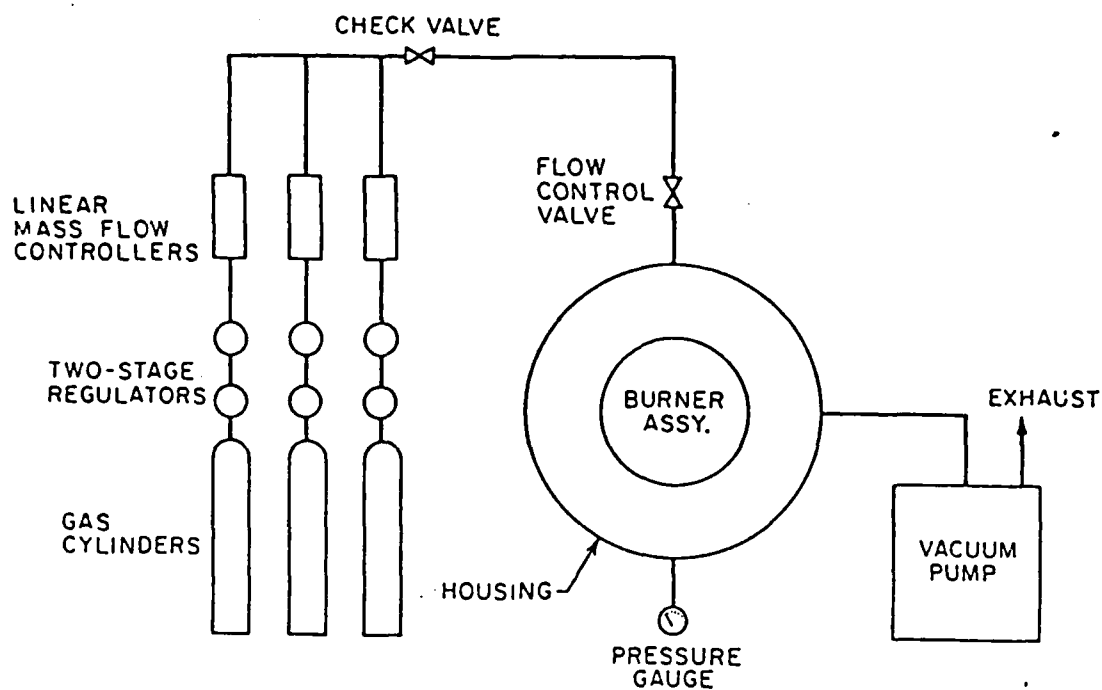 CHECK VALVE
FLOW
CONTROL
VALVE
LINEAR
MASS FLOW
CONTROLLERS
TWO-STAGE
REGULATORS
BURNER
ASSY.
EXHAUST
GAS
CYLINDERS
VACUUM
PUMP
HOUSING
PRESSURE
GAUGE